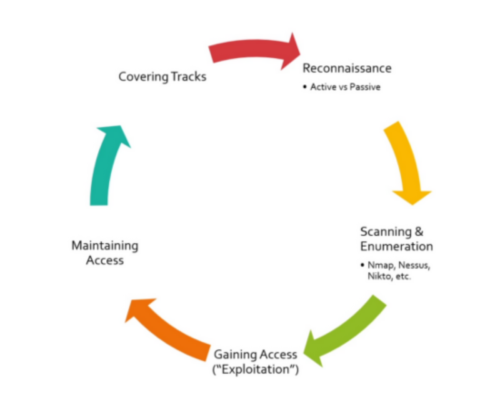 Covering Tracks
Reconnaissance
• Active vs Passive
Scanning &
Enumeration
• Nmap, Nessus,
Nikto, etc.
Gaining Access
("Exploitation")
Maintaining
Access